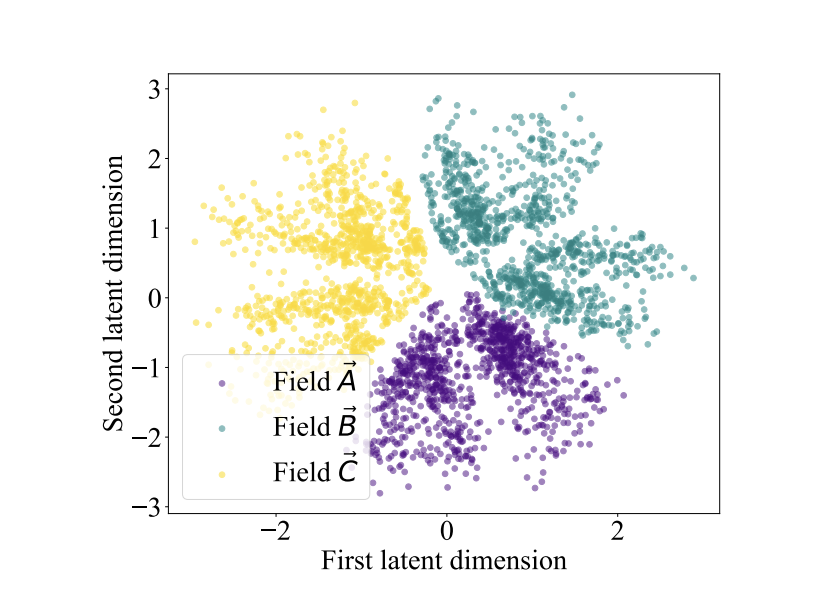 3
2
1
0
−1
−2
−3
Second latent dimension
Field $\vec{A}$
Field $\vec{B}$
Field $\vec{C}$
−2 0 2
First latent dimension